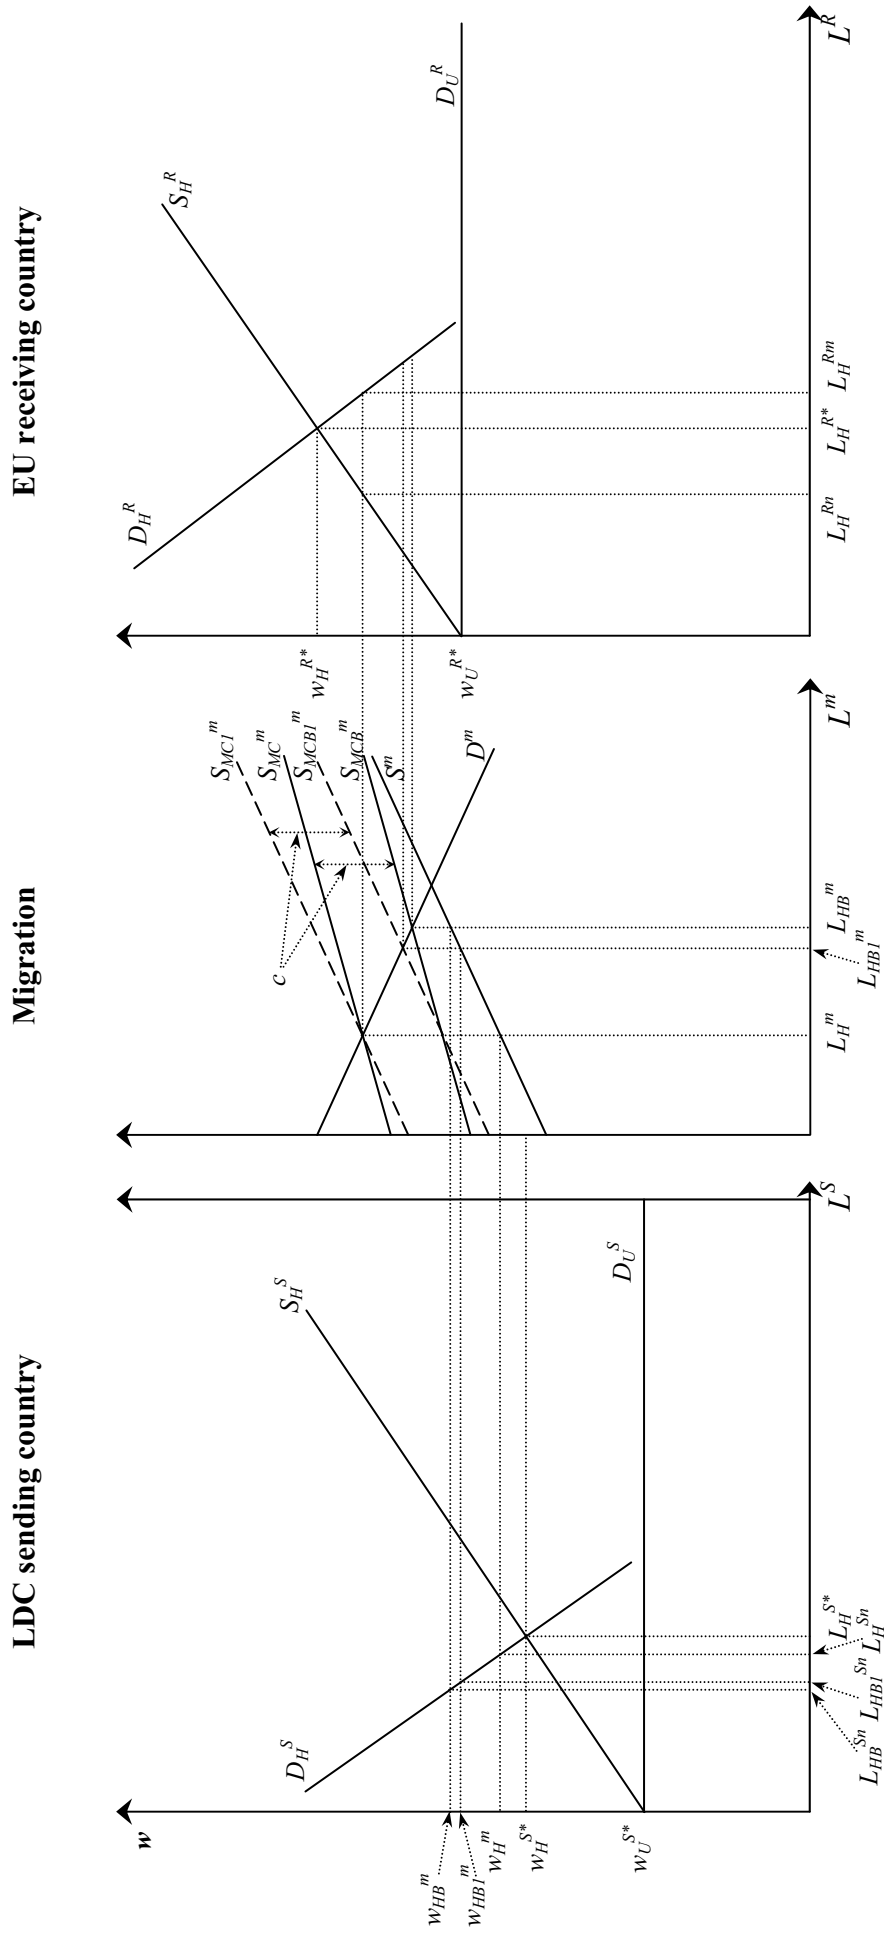 LDC sending country
Migration
EU receiving country
w
D_H^S
S_H^S
D_U^S
L^S
w_HB^m
w_HB1^m
w_H^m
w_H^S*
w_U^S*
L_HB^Sn
L_HB1^Sn
L_H^Sn
L_H^S*
c
S_MC1^m
S_MC^m
S_MCB1^m
S_MCB^m
S^m
D^m
L^m
L_H^m
L_HB1^m
L_HB^m
w_H^R*
w_U^R*
D_H^R
S_H^R
D_U^R
L_H^Rn
L_H^R*
L_H^Rm
L^R